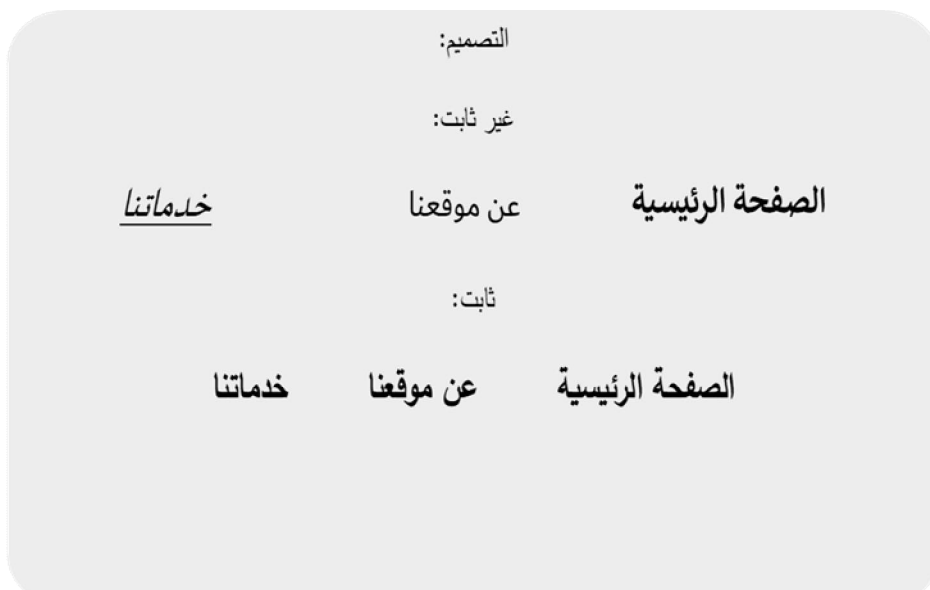 التصميم:
غير ثابت:
الصفحة الرئيسية عن موقعنا خدماتنا
ثابت:
الصفحة الرئيسية عن موقعنا خدماتنا